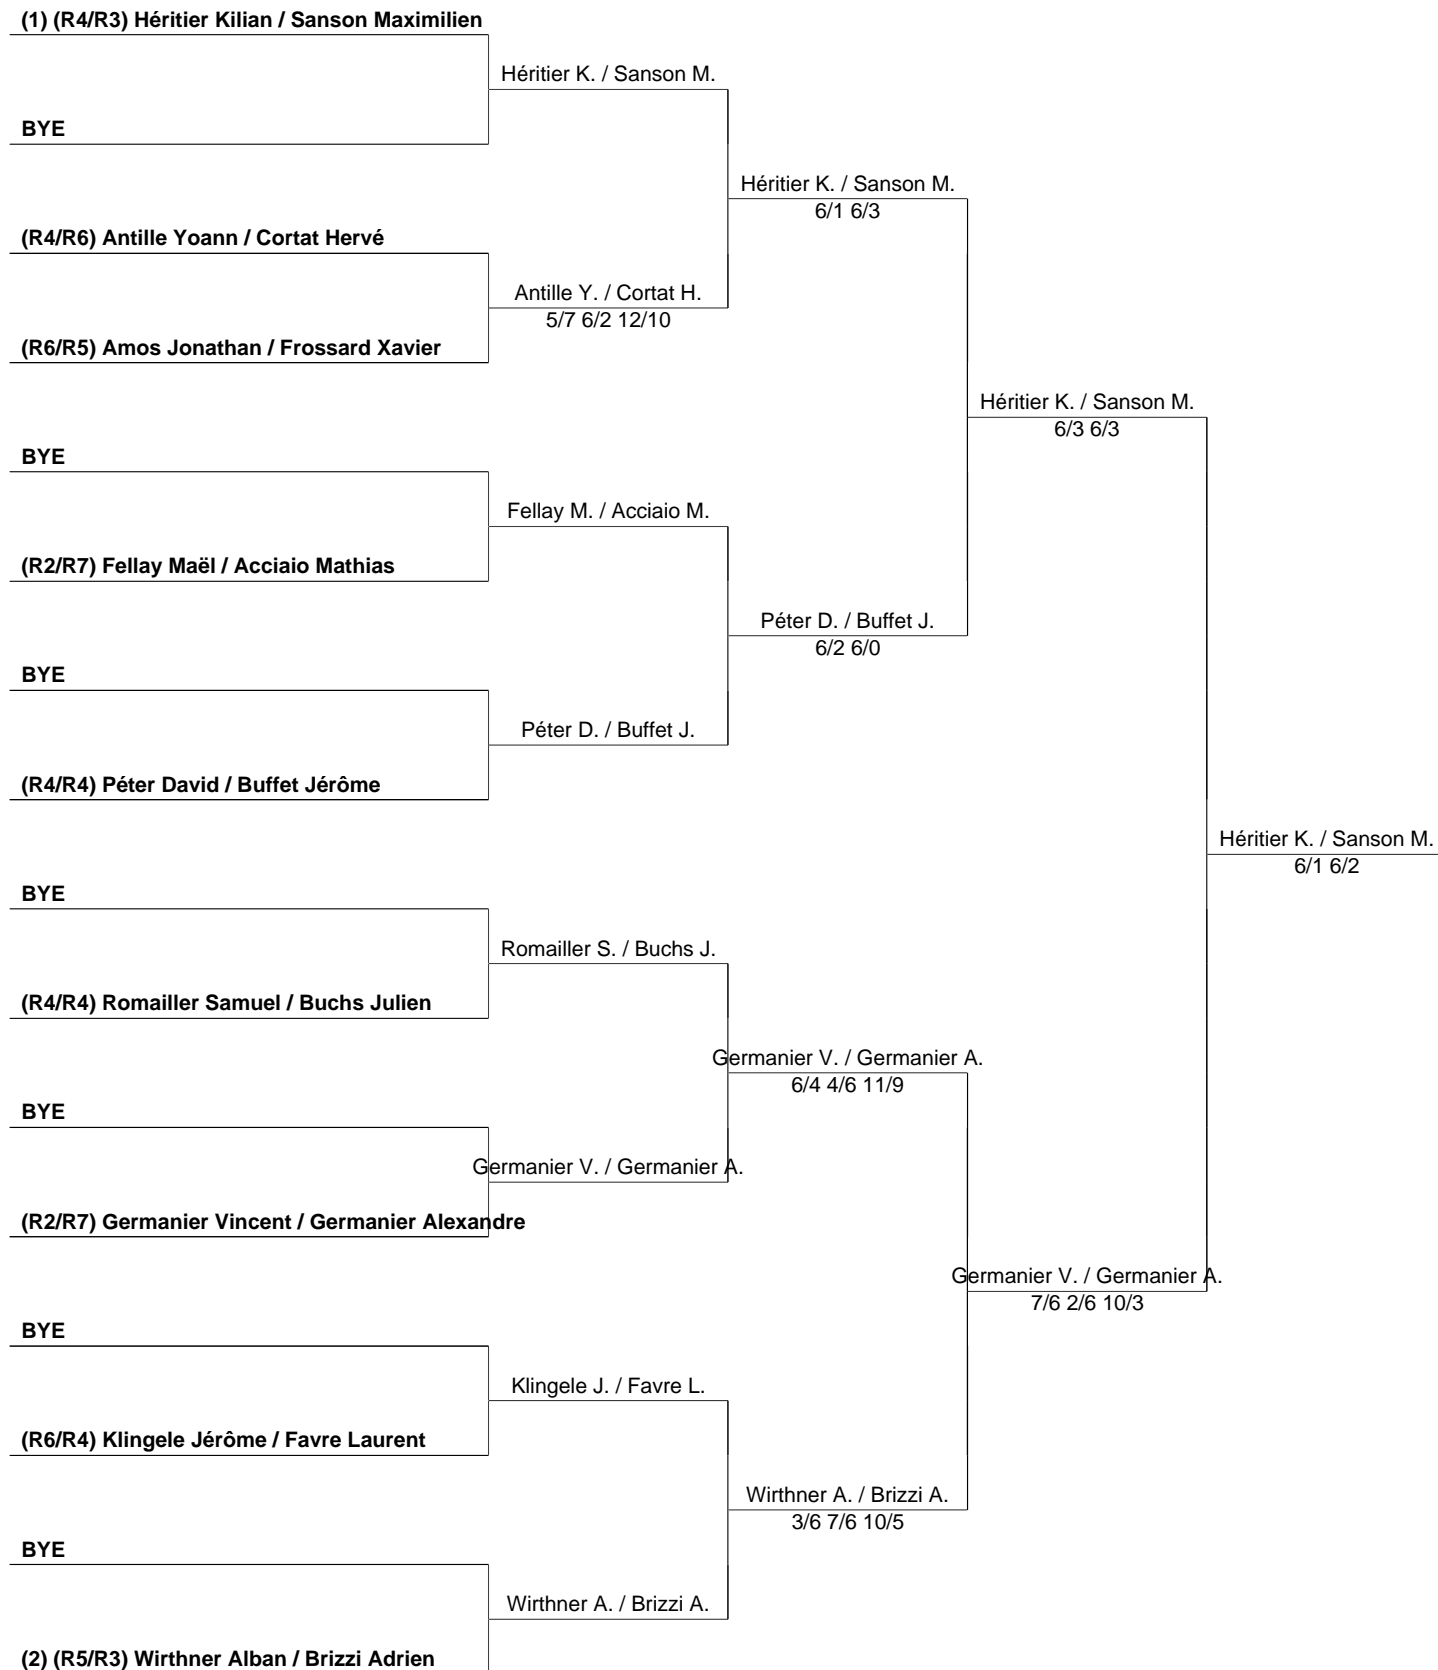 (1) (R4/R3) Héritier Kilian / Sanson Maximilien
Héritier K. / Sanson M.
BYE
Héritier K. / Sanson M.
6/1 6/3
(R4/R6) Antille Yoann / Cortat Hervé
Antille Y. / Cortat H.
5/7 6/2 12/10
(R6/R5) Amos Jonathan / Frossard Xavier
Héritier K. / Sanson M.
6/3 6/3
BYE
Fellay M. / Acciaio M.
(R2/R7) Fellay Maël / Acciaio Mathias
Péter D. / Buffet J.
6/2 6/0
BYE
Péter D. / Buffet J.
(R4/R4) Péter David / Buffet Jérôme
Héritier K. / Sanson M.
6/1 6/2
BYE
Romailler S. / Buchs J.
(R4/R4) Romailler Samuel / Buchs Julien
Germanier V. / Germanier A.
6/4 4/6 11/9
BYE
Germanier V. / Germanier A.
(R2/R7) Germanier Vincent / Germanier Alexandre
Germanier V. / Germanier A.
7/6 2/6 10/3
BYE
Klingele J. / Favre L.
(R6/R4) Klingele Jérôme / Favre Laurent
Wirthner A. / Brizzi A.
3/6 7/6 10/5
BYE
Wirthner A. / Brizzi A.
(2) (R5/R3) Wirthner Alban / Brizzi Adrien